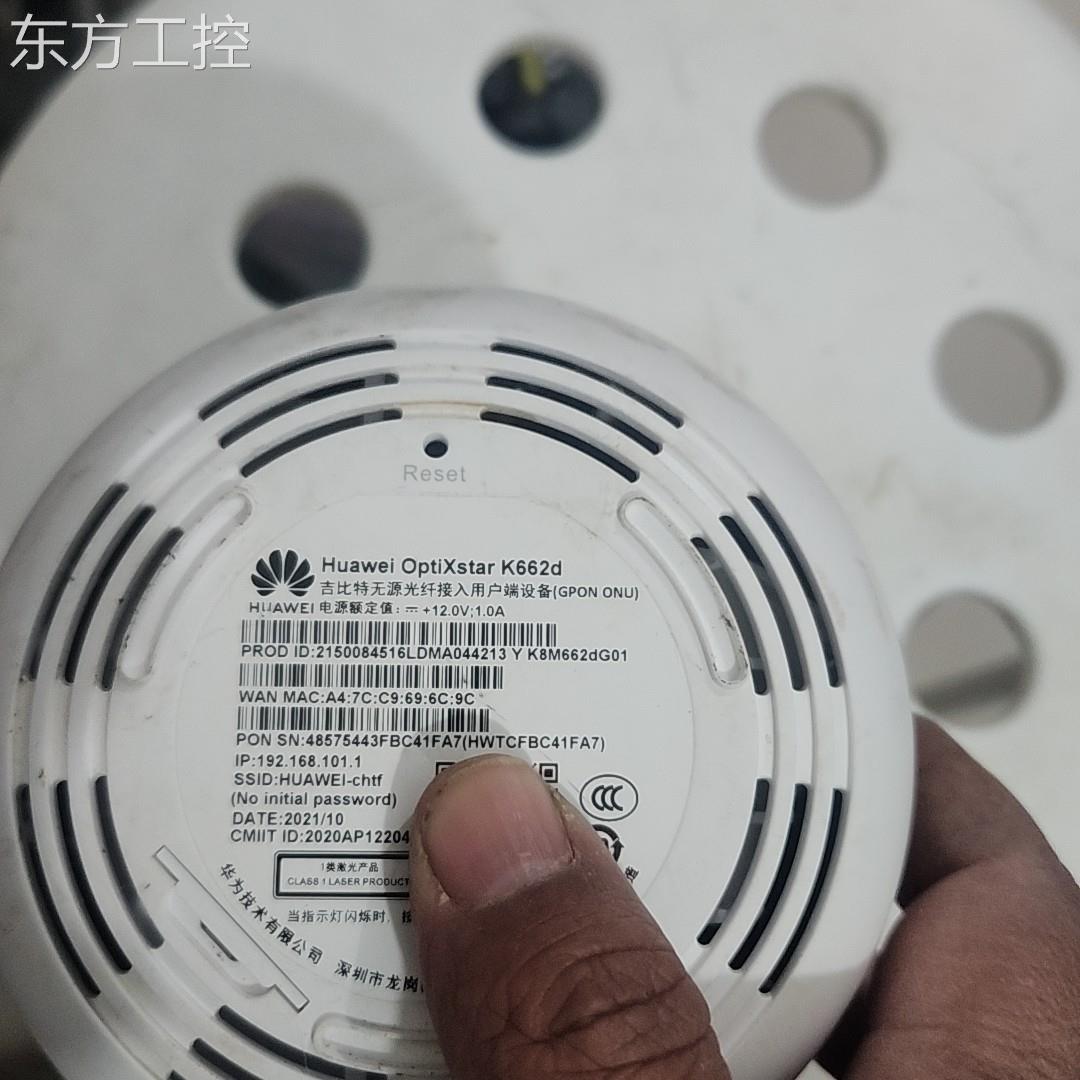 东方工控
Reset
Huawei OptiXstar K662d
吉比特无源光纤接入用户端设备(GPON ONU)
HUAWEI 电源额定值: ⎓ +12.0V;1.0A
PROD ID:2150084516LDMA044213 Y K8M662dG01
WAN MAC:A4:7C:C9:69:6C:9C
PON SN:48575443FBC41FA7(HWTCFBC41FA7)
IP:192.168.101.1
SSID:HUAWEI-chtf
(No initial password)
DATE:2021/10
CMIIT ID:2020AP12204
CCC
1类激光产品
CLASS 1 LASER PRODUCT
当指示灯闪烁时,
华为技术有限公司
深圳市龙岗